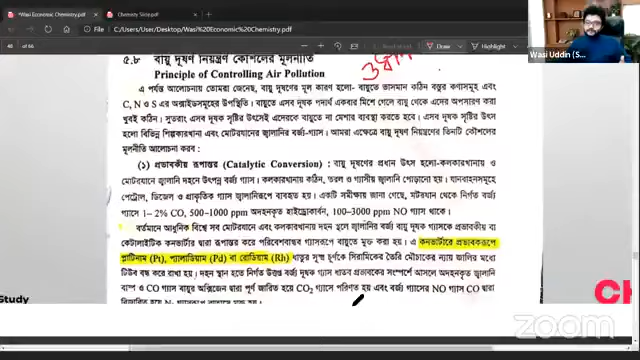 *Wasi Economic Chemistry.pdf
Chemistry Slide.pdf
File | C:/Users/User/Desktop/Wasi%20Economic%20Chemistry.pdf
48 of 66
Wasi Uddin (S...
৫.৮ বায়ু দূষণ নিয়ন্ত্রণ কৌশলের মূলনীতি
Principle of Controlling Air Pollution
এ পর্যন্ত আলোচনায় তোমরা জেনেছ, বায়ু দূষণের মূল কারণ হলো- বায়ুতে ভাসমান কঠিন বস্তুর কণাসমূহ এবং
C, N ও S এর অক্সাইডসমূহের উপস্থিতি। বায়ুতে এসব দূষক পদার্থ একবার মিশে গেলে বায়ু থেকে এদের অপসারণ করা
খুবই কঠিন। সুতরাং এসব দূষক সৃষ্টির উৎসেই এদেরকে বায়ুতে না মেশার ব্যবস্থা করতে হবে। এসব দূষক সৃষ্টির উৎস
হলো বিভিন্ন শিল্পকারখানা এবং মোটরযানের জ্বালানির বর্জ্য-গ্যাস। আমরা এক্ষেত্রে বায়ু দূষণ নিয়ন্ত্রণের তিনটি কৌশলের
মূলনীতি আলোচনা করব।
(১) প্রভাবকীয় রূপান্তর (Catalytic Conversion) : বায়ু দূষণের প্রধান উৎস হলো-কলকারখানায় ও
মোটরযানে জ্বালানি দহনে উৎপন্ন বর্জ্য গ্যাস। কলকারখানায় কঠিন, তরল ও গ্যাসীয় জ্বালানি পোড়ানো হয়। যানবাহনসমূহে
পেট্রোল, ডিজেল ও প্রাকৃতিক গ্যাস জ্বালানিরূপে ব্যবহৃত হয়। একটি সমীক্ষায় জানা গেছে, মটরযান থেকে নির্গত বর্জ্য
গ্যাসে 1– 2% CO, 500-1000 ppm অদহনকৃত হাইড্রোকার্বন, 100–3000 ppm NO গ্যাস থাকে।
বর্তমানে আধুনিক বিশ্বে সব মোটরযান এবং কলকারখানায় দহনে স্থলে জ্বালানির বর্জ্য বায়ু দূষক গ্যাসকে প্রভাবকীয় বা
কেটালাইটিক কনভার্টার দ্বারা রূপান্তর করে পরিবেশবান্ধব গ্যাসরূপে বায়ুতে মুক্ত করা হয়। এ কনভার্টারে প্রভাবকরূপে
প্লাটিনাম (Pt), প্যালাডিয়াম (Pd) বা রোডিয়াম (Rh) ধাতুর সূক্ষ্ম চূর্ণকে সিরামিকের তৈরি মৌচাকের ন্যায় জালির মধ্যে
টিউব বদ্ধ করে রাখা হয়। দহন স্থান হতে নির্গত উত্তপ্ত বর্জ্য দূষক গ্যাস ধাতব প্রভাবকের সংস্পর্শে আসলে অদহনকৃত জ্বালানি
বাষ্প ও CO গ্যাস বায়ুর অক্সিজেন দ্বারা পূর্ণ জারিত হয়ে CO₂ গ্যাসে পরিণত হয় এবং বর্জ্য গ্যাসের NO গ্যাস CO দ্বারা
zoom